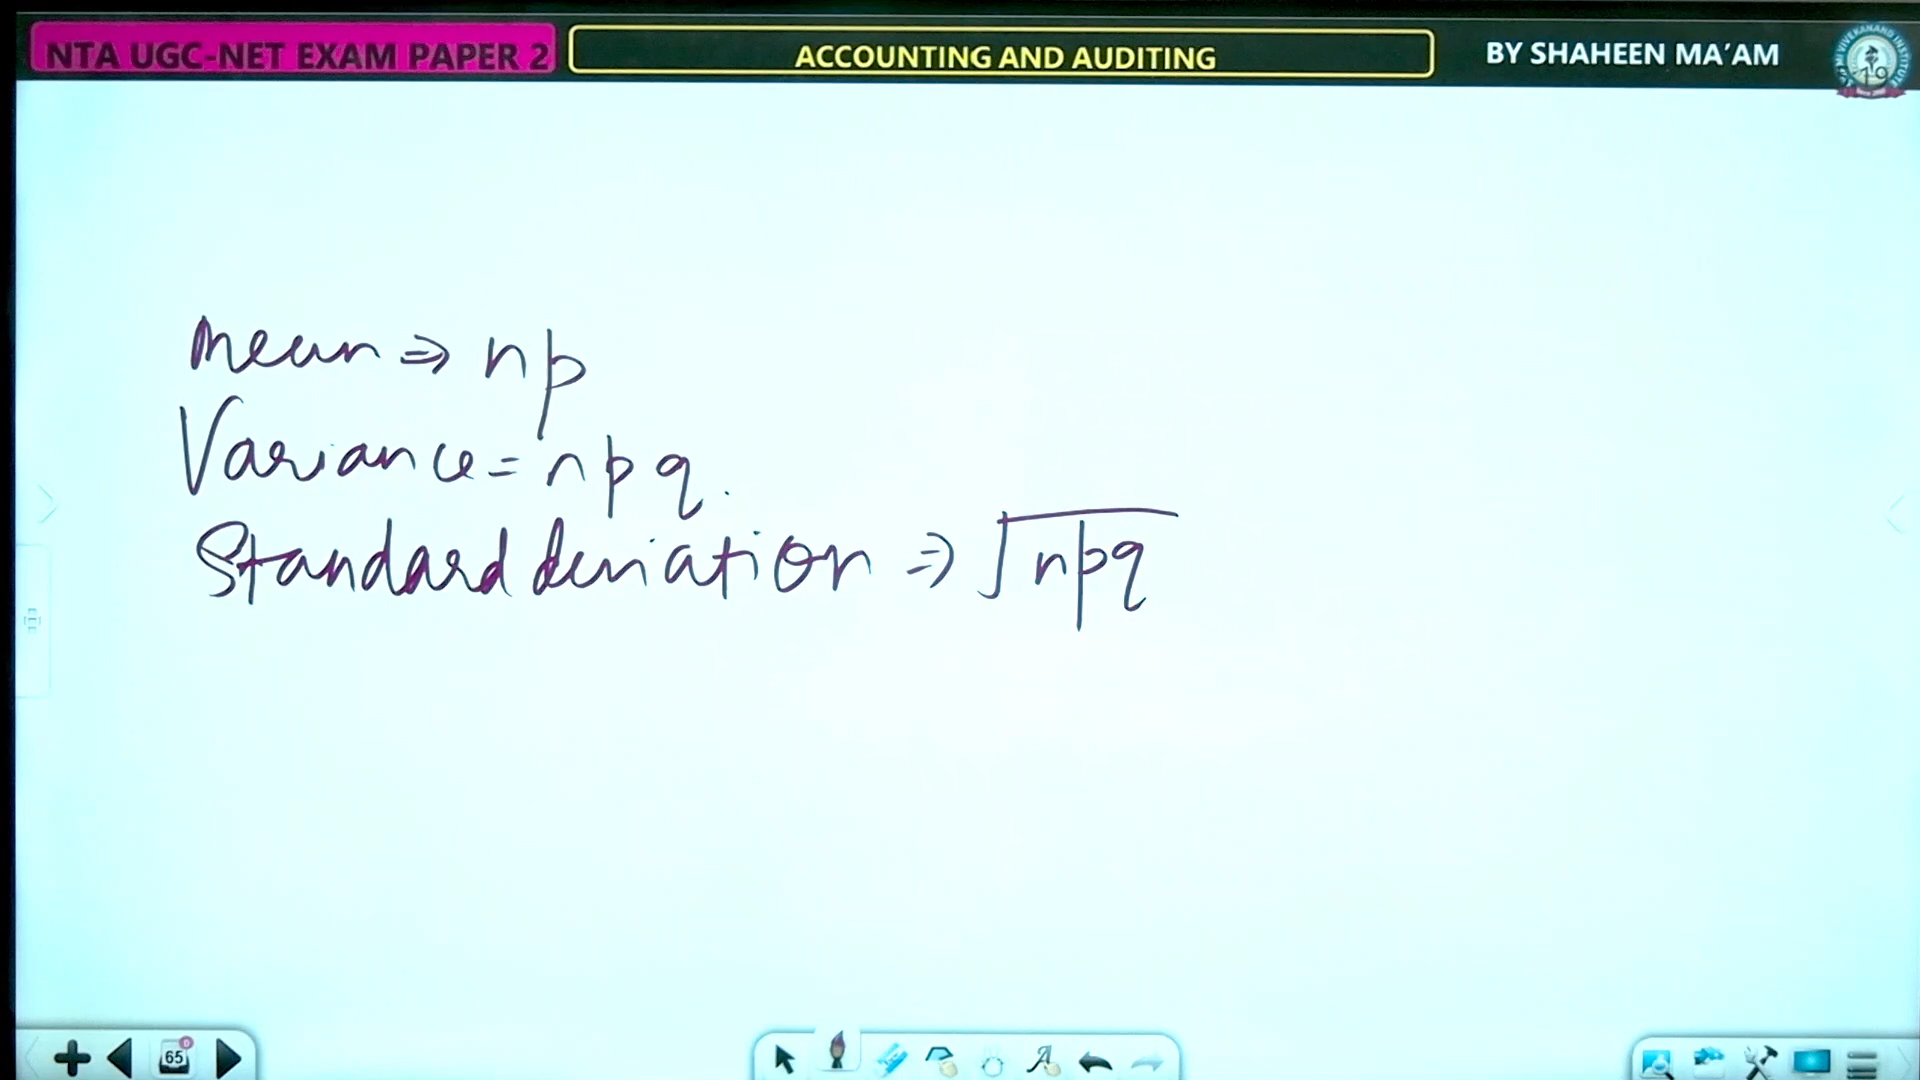 NTA UGC-NET EXAM PAPER 2
ACCOUNTING AND AUDITING
BY SHAHEEN MA'AM
mean ⇒ np
Variance = npq.
Standard deviation ⇒ √npq
65